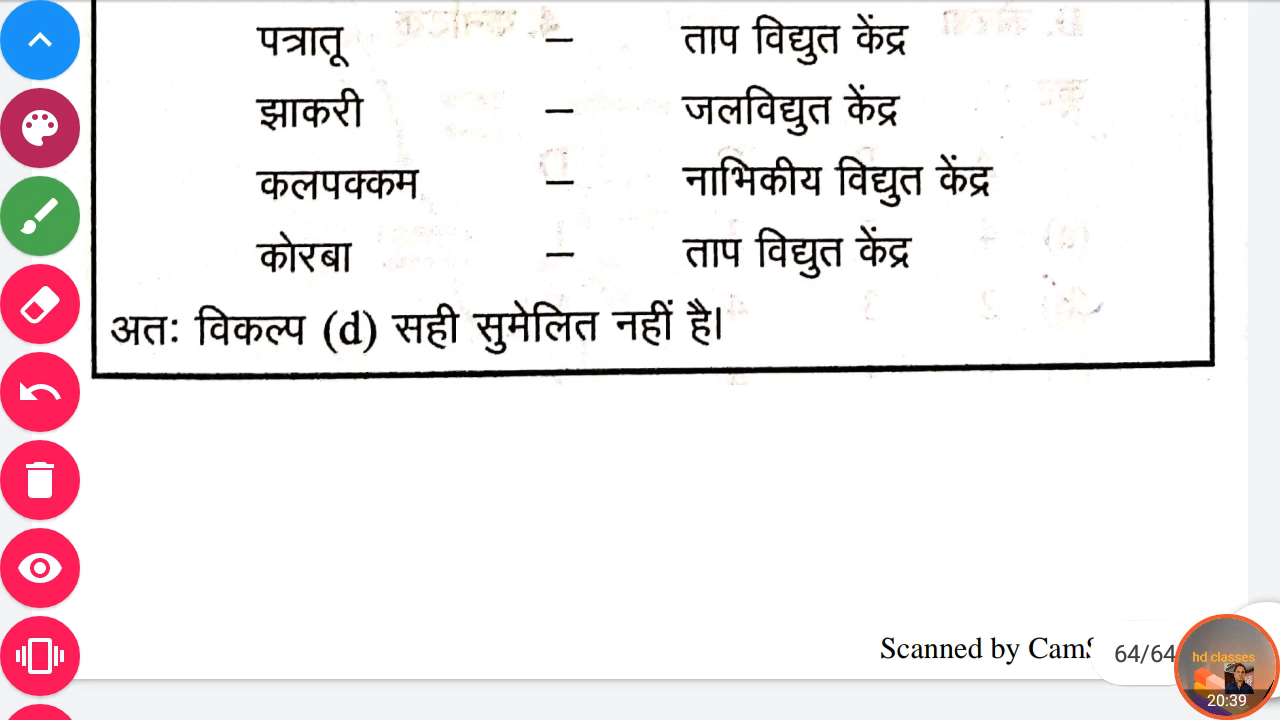 पत्रातू – ताप विद्युत केंद्र
झाकरी – जलविद्युत केंद्र
कलपक्कम – नाभिकीय विद्युत केंद्र
कोरबा – ताप विद्युत केंद्र
अतः विकल्प (d) सही सुमेलित नहीं है।
Scanned by Cam
64/64
hd classes
20:39